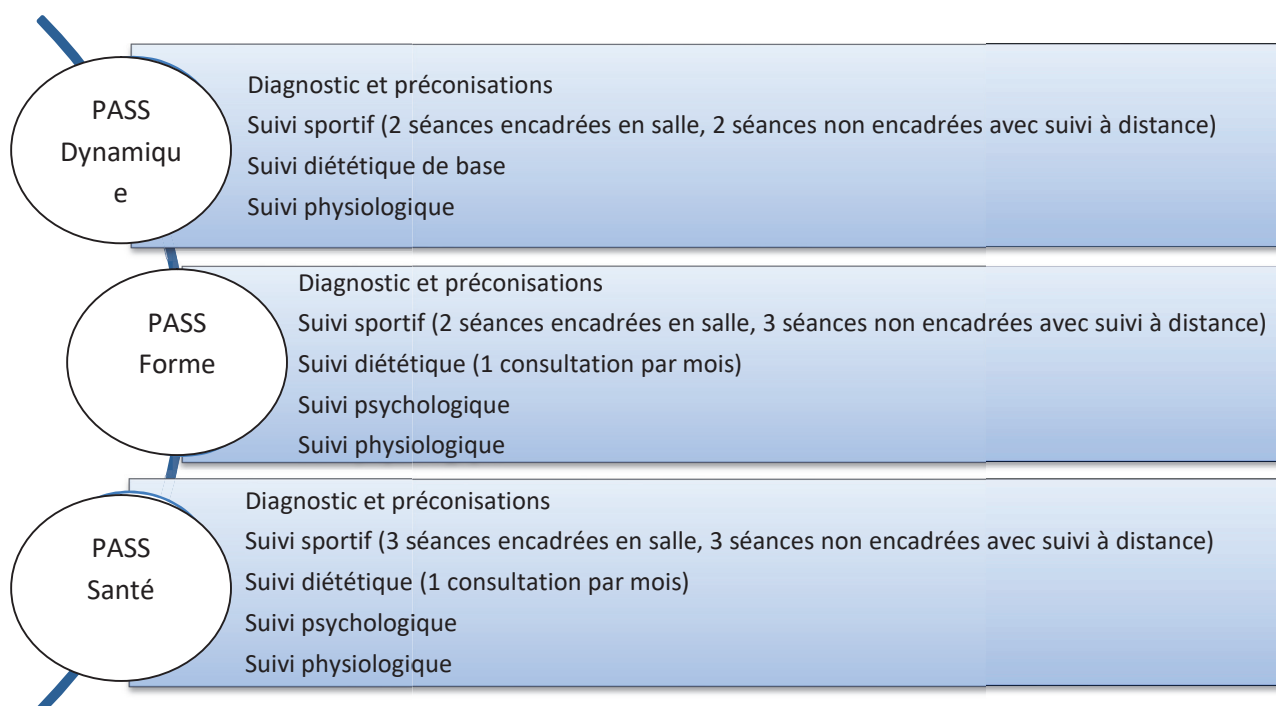 PASS
Dynamiqu
e
Diagnostic et préconisations
Suivi sportif (2 séances encadrées en salle, 2 séances non encadrées avec suivi à distance)
Suivi diététique de base
Suivi physiologique
PASS
Forme
Diagnostic et préconisations
Suivi sportif (2 séances encadrées en salle, 3 séances non encadrées avec suivi à distance)
Suivi diététique (1 consultation par mois)
Suivi psychologique
Suivi physiologique
PASS
Santé
Diagnostic et préconisations
Suivi sportif (3 séances encadrées en salle, 3 séances non encadrées avec suivi à distance)
Suivi diététique (1 consultation par mois)
Suivi psychologique
Suivi physiologique